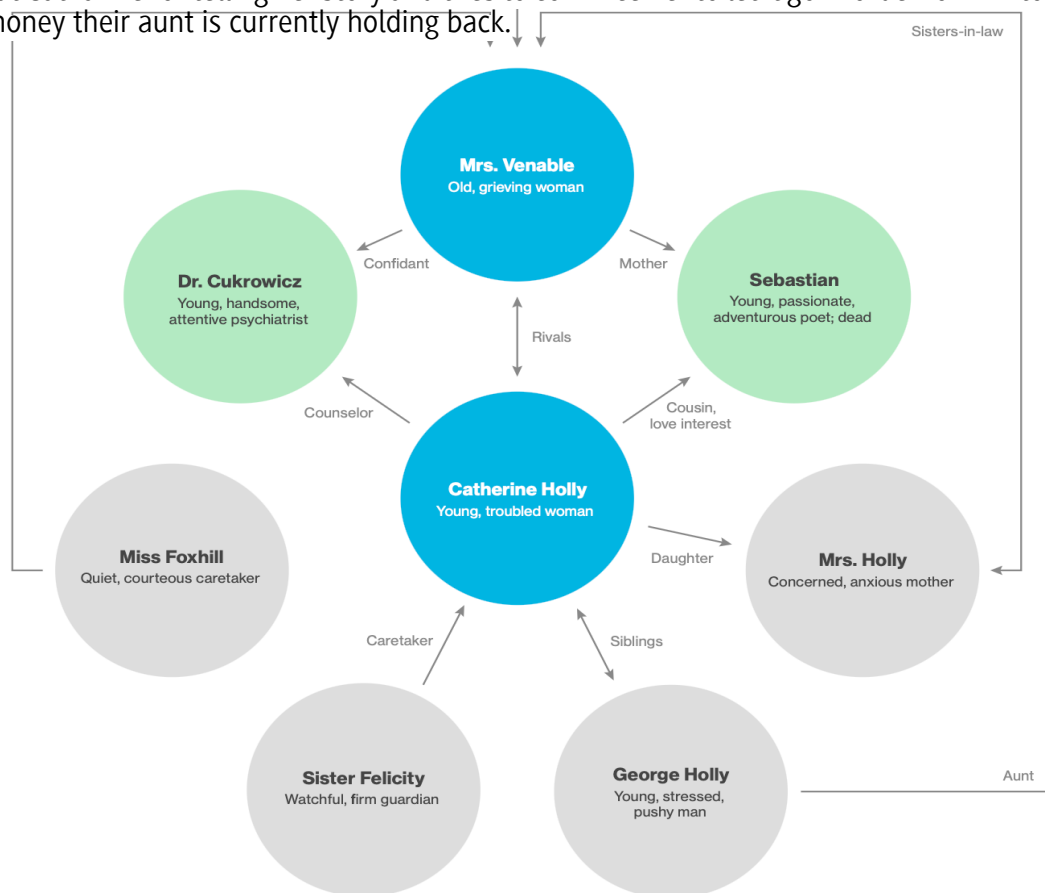 money their aunt is currently holding back.
Sisters-in-law
Mrs. Venable
Old, grieving woman
Confidant
Mother
Dr. Cukrowicz
Young, handsome,
attentive psychiatrist
Sebastian
Young, passionate,
adventurous poet; dead
Rivals
Counselor
Cousin,
love interest
Catherine Holly
Young, troubled woman
Miss Foxhill
Quiet, courteous caretaker
Daughter
Mrs. Holly
Concerned, anxious mother
Caretaker
Siblings
Sister Felicity
Watchful, firm guardian
George Holly
Young, stressed,
pushy man
Aunt